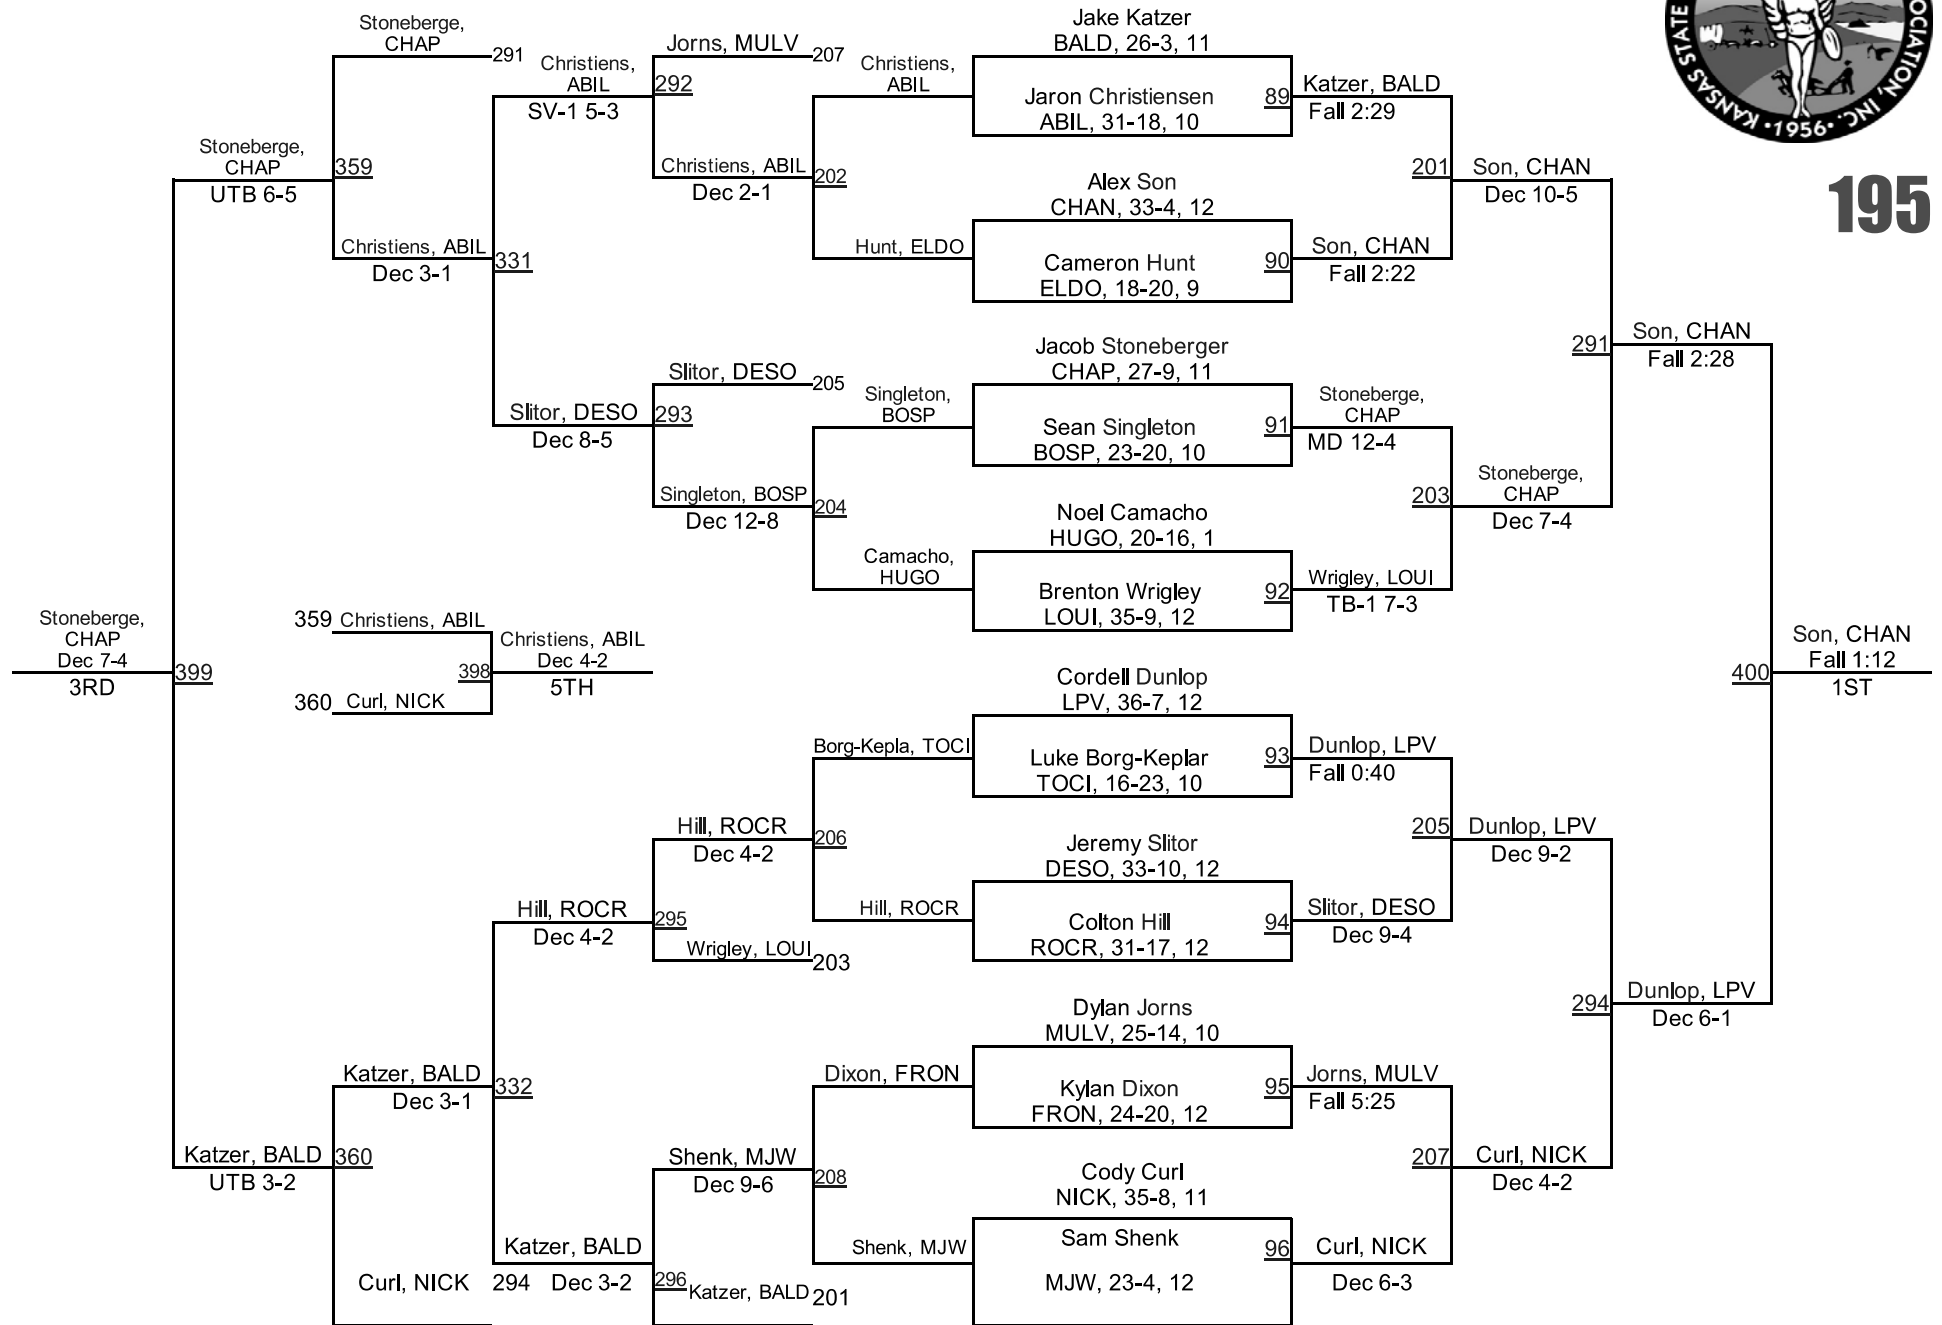 Stoneberge,
CHAP
291
Stoneberge,
CHAP
UTB 6-5
359
Christiens, ABIL
Dec 3-1
331
Christiens,
ABIL
SV-1 5-3
292
Jorns, MULV
207
Christiens, ABIL
Dec 2-1
202
Christiens,
ABIL
Hunt, ELDO
Slitor, DESO
Dec 8-5
293
Slitor, DESO
205
Singleton, BOSP
Dec 12-8
204
Singleton,
BOSP
Camacho,
HUGO
Stoneberge,
CHAP
Dec 7-4
3RD
399
359 Christiens, ABIL
360 Curl, NICK
398
Christiens, ABIL
Dec 4-2
5TH
Borg-Kepla, TOCI
Hill, ROCR
Dec 4-2
206
Hill, ROCR
Hill, ROCR
Dec 4-2
295
Wrigley, LOUI
203
Katzer, BALD
Dec 3-1
332
Katzer, BALD
UTB 3-2
360
Curl, NICK
294
Katzer, BALD
Dec 3-2
296
Katzer, BALD
201
Shenk, MJW
Dec 9-6
208
Dixon, FRON
Shenk, MJW
Jake Katzer
BALD, 26-3, 11
Jaron Christiensen
ABIL, 31-18, 10
89
Katzer, BALD
Fall 2:29
Alex Son
CHAN, 33-4, 12
Cameron Hunt
ELDO, 18-20, 9
90
Son, CHAN
Fall 2:22
201
Son, CHAN
Dec 10-5
Jacob Stoneberger
CHAP, 27-9, 11
Sean Singleton
BOSP, 23-20, 10
91
Stoneberge,
CHAP
MD 12-4
Noel Camacho
HUGO, 20-16, 1
Brenton Wrigley
LOUI, 35-9, 12
92
Wrigley, LOUI
TB-1 7-3
203
Stoneberge,
CHAP
Dec 7-4
291
Son, CHAN
Fall 2:28
Cordell Dunlop
LPV, 36-7, 12
Luke Borg-Keplar
TOCI, 16-23, 10
93
Dunlop, LPV
Fall 0:40
Jeremy Slitor
DESO, 33-10, 12
Colton Hill
ROCR, 31-17, 12
94
Slitor, DESO
Dec 9-4
205
Dunlop, LPV
Dec 9-2
Dylan Jorns
MULV, 25-14, 10
Kylan Dixon
FRON, 24-20, 12
95
Jorns, MULV
Fall 5:25
Cody Curl
NICK, 35-8, 11
Sam Shenk
MJW, 23-4, 12
96
Curl, NICK
Dec 6-3
207
Curl, NICK
Dec 4-2
294
Dunlop, LPV
Dec 6-1
400
Son, CHAN
Fall 1:12
1ST
KANSAS STATE
OCIATION, INC.
•1956•
195